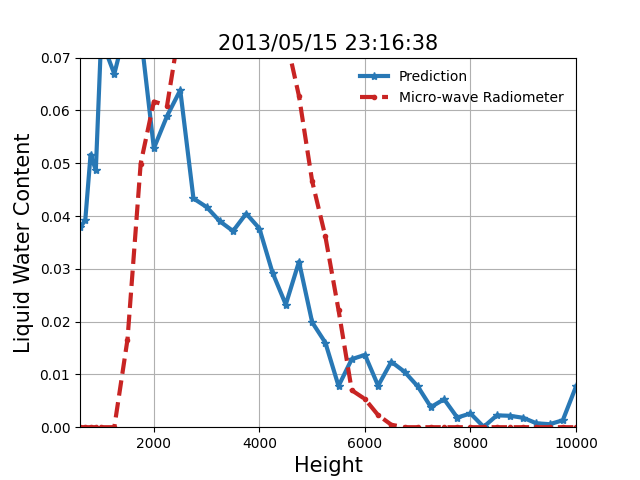 2013/05/15 23:16:38
Liquid Water Content
0.07
0.06
0.05
0.04
0.03
0.02
0.01
0.00
Prediction
Micro-wave Radiometer
2000 4000 6000 8000 10000
Height